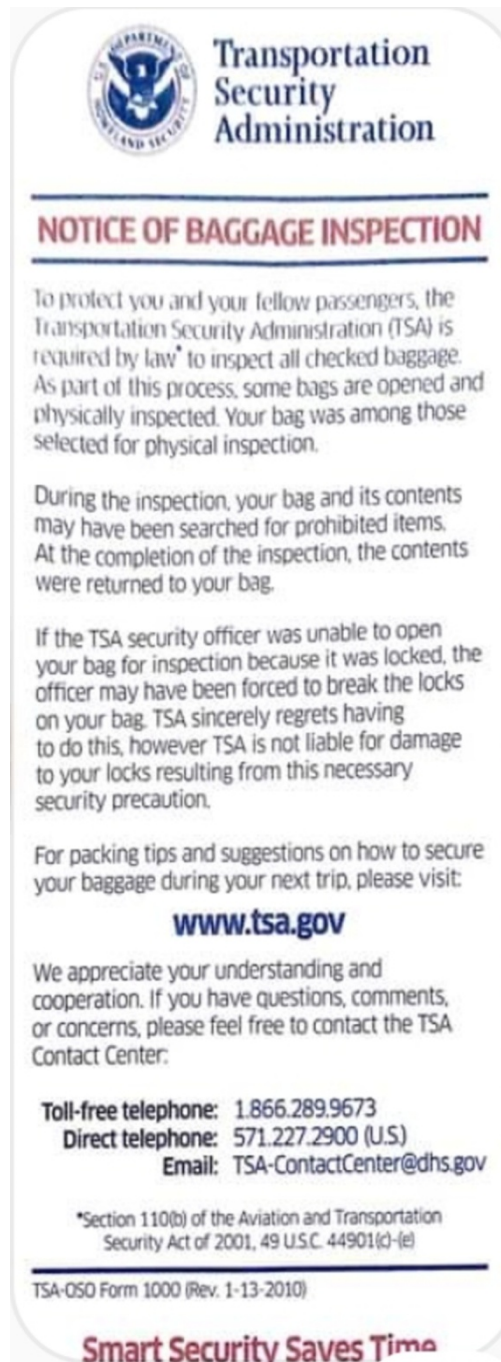 U.S. DEPARTMENT OF
HOMELAND SECURITY
Transportation
Security
Administration
NOTICE OF BAGGAGE INSPECTION
To protect you and your fellow passengers, the
Transportation Security Administration (TSA) is
required by law* to inspect all checked baggage.
As part of this process, some bags are opened and
physically inspected. Your bag was among those
selected for physical inspection.
During the inspection, your bag and its contents
may have been searched for prohibited items.
At the completion of the inspection, the contents
were returned to your bag.
If the TSA security officer was unable to open
your bag for inspection because it was locked, the
officer may have been forced to break the locks
on your bag. TSA sincerely regrets having
to do this, however TSA is not liable for damage
to your locks resulting from this necessary
security precaution.
For packing tips and suggestions on how to secure
your baggage during your next trip, please visit:
www.tsa.gov
We appreciate your understanding and
cooperation. If you have questions, comments,
or concerns, please feel free to contact the TSA
Contact Center:
Toll-free telephone: 1.866.289.9673
Direct telephone: 571.227.2900 (U.S.)
Email: TSA-ContactCenter@dhs.gov
*Section 110(b) of the Aviation and Transportation
Security Act of 2001, 49 U.S.C. 44901(c)-(e)
TSA-OSO Form 1000 (Rev. 1-13-2010)
Smart Security Saves Time